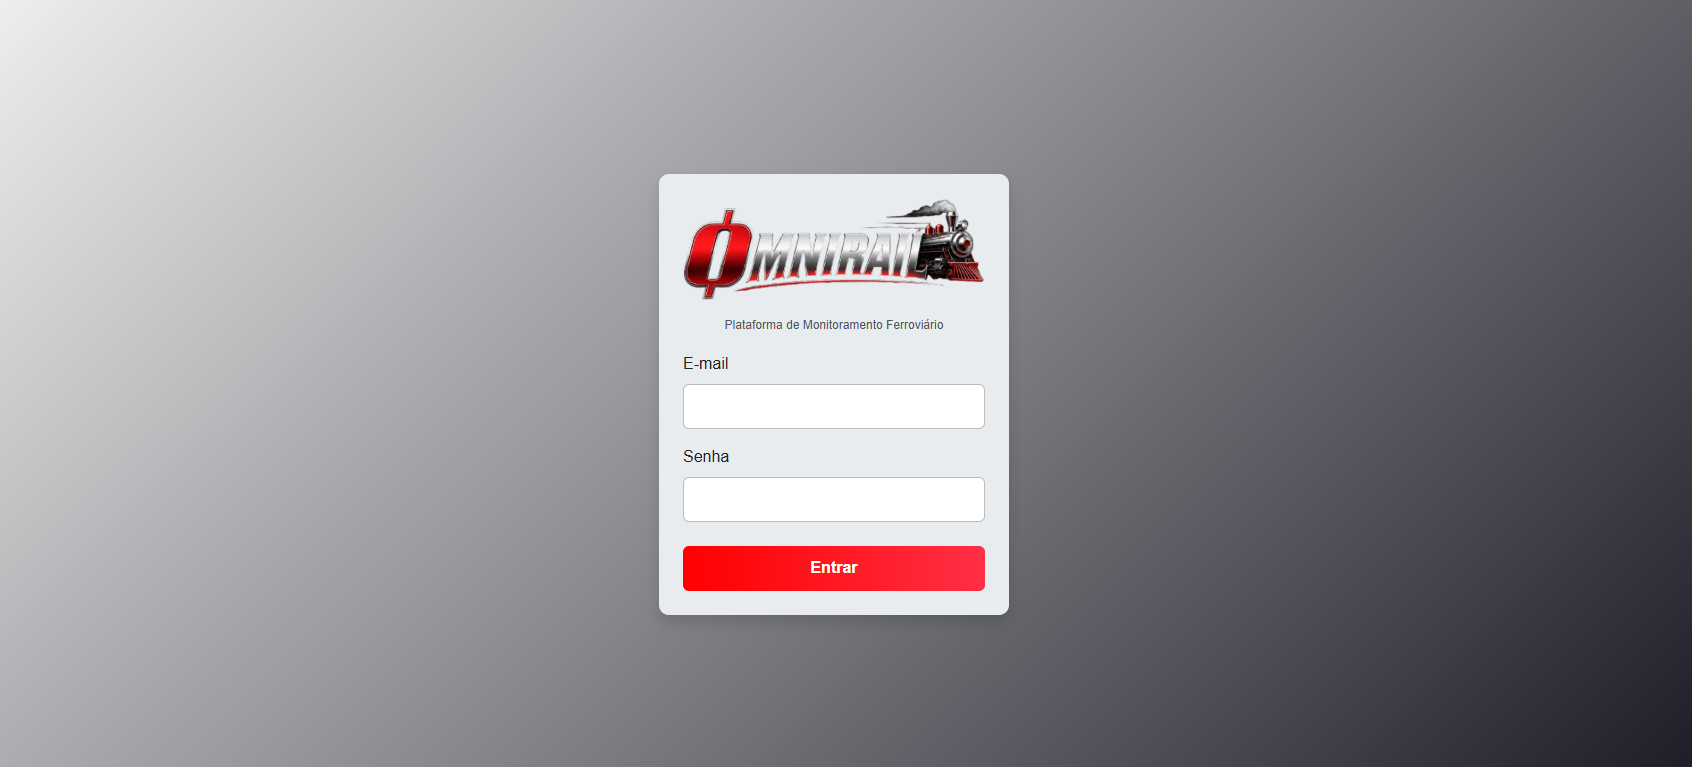 OMNIRAIL
Plataforma de Monitoramento Ferroviário
E-mail
Senha
Entrar